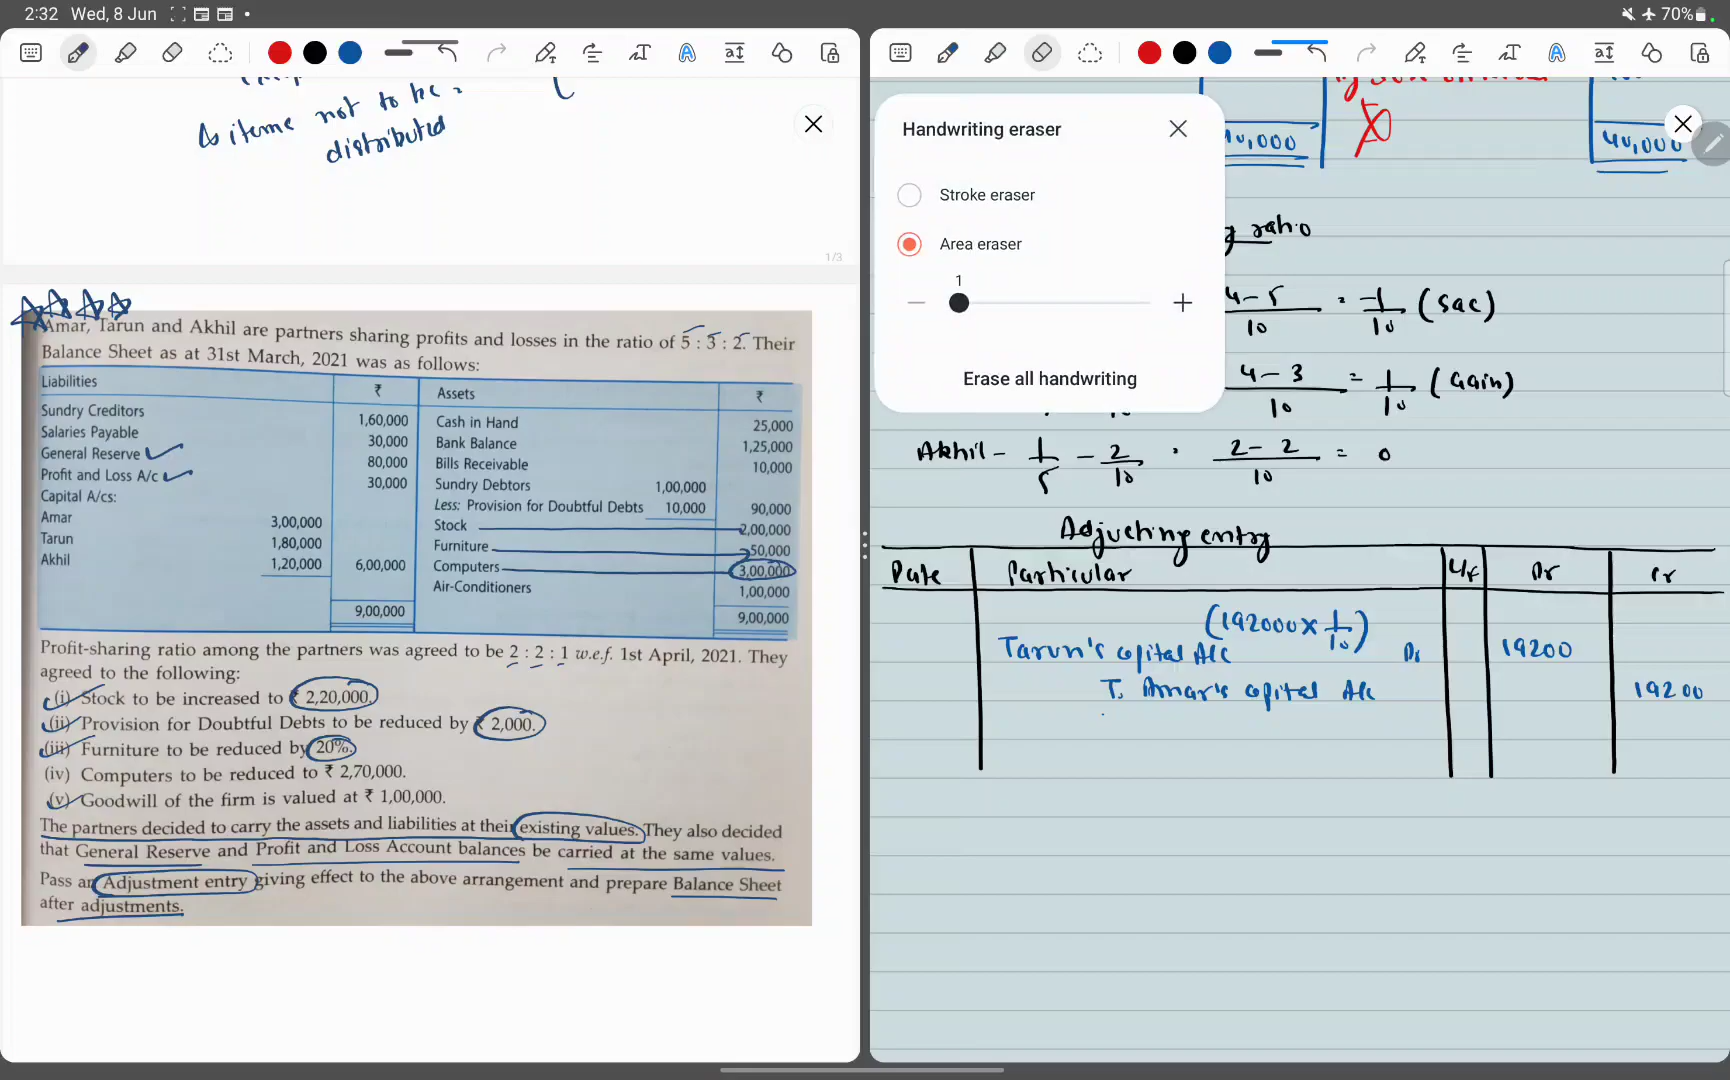 2:32 Wed, 8 Jun
70%
not to be
items
distributed
1/3
Amar, Tarun and Akhil are partners sharing profits and losses in the ratio of 5 : 3 : 2. Their
Balance Sheet as at 31st March, 2021 was as follows:
Liabilities ₹ Assets ₹
Sundry Creditors 1,60,000 Cash in Hand 25,000
Salaries Payable 30,000 Bank Balance 1,25,000
General Reserve 80,000 Bills Receivable 10,000
Profit and Loss A/c 30,000 Sundry Debtors 1,00,000
Capital A/cs: Less: Provision for Doubtful Debts 10,000 90,000
Amar 3,00,000 Stock 2,00,000
Tarun 1,80,000 Furniture 50,000
Akhil 1,20,000 6,00,000 Computers 3,00,000
Air-Conditioners 1,00,000
9,00,000 9,00,000
Profit-sharing ratio among the partners was agreed to be 2 : 2 : 1 w.e.f. 1st April, 2021. They
agreed to the following:
(i) Stock to be increased to ₹ 2,20,000.
(ii) Provision for Doubtful Debts to be reduced by ₹ 2,000.
(iii) Furniture to be reduced by 20%.
(iv) Computers to be reduced to ₹ 2,70,000.
(v) Goodwill of the firm is valued at ₹ 1,00,000.
The partners decided to carry the assets and liabilities at their existing values. They also decided
that General Reserve and Profit and Loss Account balances be carried at the same values.
Pass an Adjustment entry giving effect to the above arrangement and prepare Balance Sheet
after adjustments.
40,000
Handwriting eraser
Stroke eraser
Area eraser
1
Erase all handwriting
ratio
4-5/10 = -1/10 (Sac)
4-3/10 = 1/10 (Gain)
Akhil - 1/5 - 2/10 = 2-2/10 = 0
Adjusting entry
Date Particular L/f Dr Cr
(192000 x 1/10)
Tarun's capital A/c Dr 19200
To Amar's capital A/c 19200